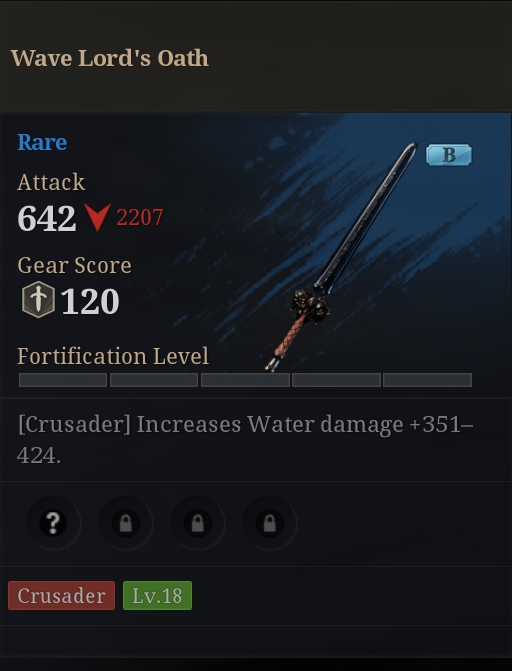 Wave Lord's Oath
Rare
B
Attack
642 2207
Gear Score
120
Fortification Level
[Crusader] Increases Water damage +351–
424.
?
Crusader Lv.18